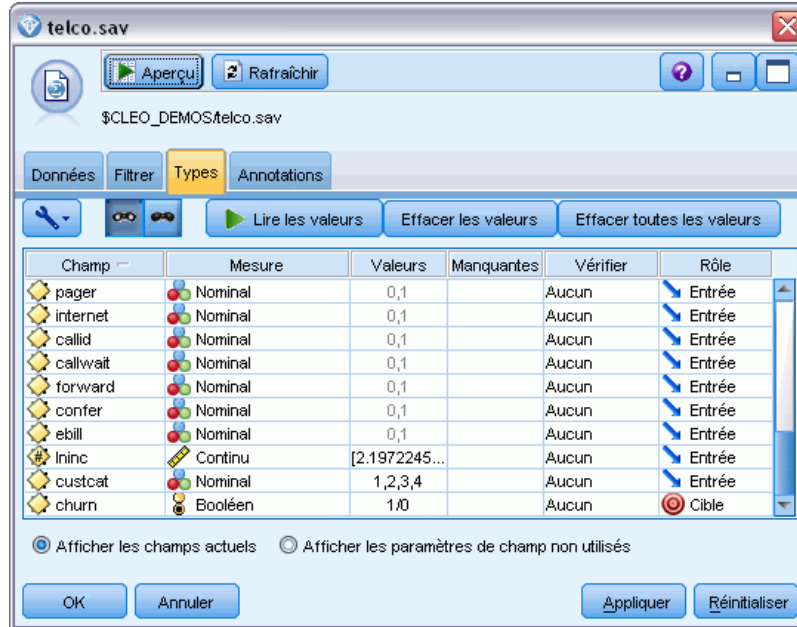 telco.sav
Aperçu Rafraîchir
$CLEO_DEMOS/telco.sav
Données Filtrer Types Annotations
Lire les valeurs Effacer les valeurs Effacer toutes les valeurs
Champ Mesure Valeurs Manquantes Vérifier Rôle
pager Nominal 0,1 Aucun Entrée
internet Nominal 0,1 Aucun Entrée
callid Nominal 0,1 Aucun Entrée
callwait Nominal 0,1 Aucun Entrée
forward Nominal 0,1 Aucun Entrée
confer Nominal 0,1 Aucun Entrée
ebill Nominal 0,1 Aucun Entrée
lninc Continu [2.1972245... Aucun Entrée
custcat Nominal 1,2,3,4 Aucun Entrée
churn Booléen 1/0 Aucun Cible
Afficher les champs actuels Afficher les paramètres de champ non utilisés
OK Annuler Appliquer Réinitialiser